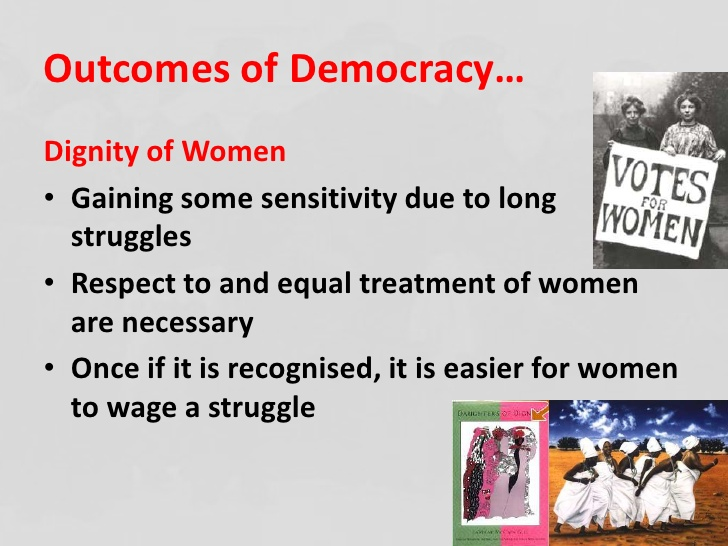 Outcomes of Democracy...
Dignity of Women
• Gaining some sensitivity due to long
struggles
• Respect to and equal treatment of women
are necessary
• Once if it is recognised, it is easier for women
to wage a struggle
VOTES
FOR
WOMEN
DAUGHTERS OF